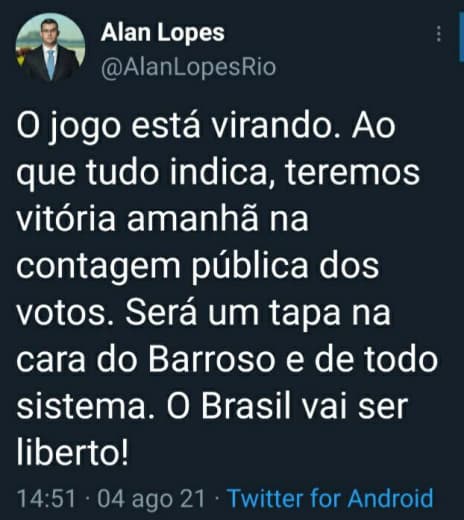 Alan Lopes
@AlanLopesRio
O jogo está virando. Ao
que tudo indica, teremos
vitória amanhã na
contagem pública dos
votos. Será um tapa na
cara do Barroso e de todo
sistema. O Brasil vai ser
liberto!
14:51 · 04 ago 21 · Twitter for Android